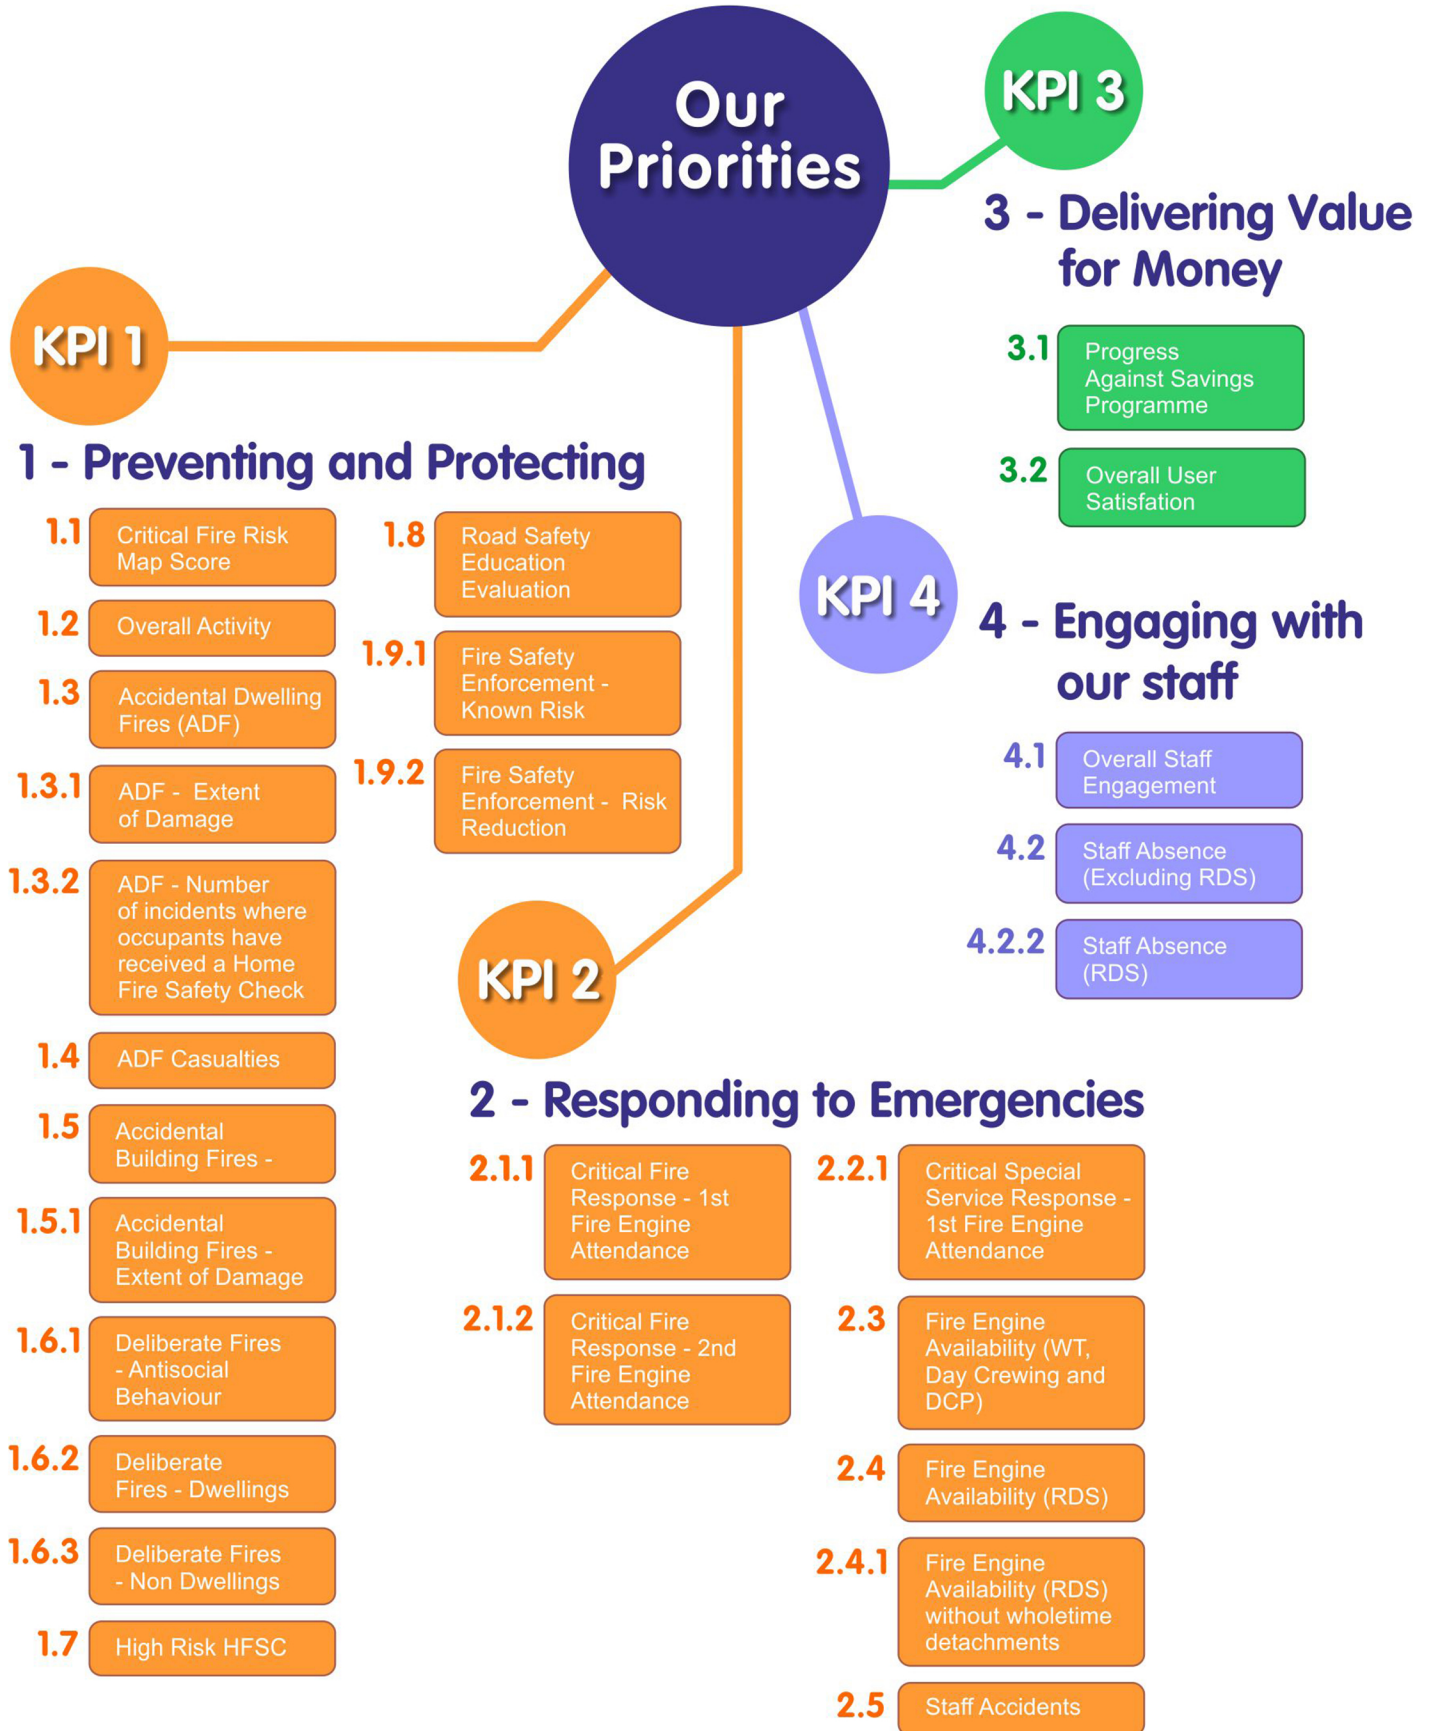 Our
Priorities
KPI 3
3 - Delivering Value
for Money
3.1
Progress
Against Savings
Programme
3.2
Overall User
Satisfation
KPI 1
1 - Preventing and Protecting
1.1
Critical Fire Risk
Map Score
1.2
Overall Activity
1.3
Accidental Dwelling
Fires (ADF)
1.3.1
ADF - Extent
of Damage
1.3.2
ADF - Number
of incidents where
occupants have
received a Home
Fire Safety Check
1.4
ADF Casualties
1.5
Accidental
Building Fires -
1.5.1
Accidental
Building Fires -
Extent of Damage
1.6.1
Deliberate Fires
- Antisocial
Behaviour
1.6.2
Deliberate
Fires - Dwellings
1.6.3
Deliberate Fires
- Non Dwellings
1.7
High Risk HFSC
1.8
Road Safety
Education
Evaluation
1.9.1
Fire Safety
Enforcement -
Known Risk
1.9.2
Fire Safety
Enforcement - Risk
Reduction
KPI 4
4 - Engaging with
our staff
4.1
Overall Staff
Engagement
4.2
Staff Absence
(Excluding RDS)
4.2.2
Staff Absence
(RDS)
KPI 2
2 - Responding to Emergencies
2.1.1
Critical Fire
Response - 1st
Fire Engine
Attendance
2.1.2
Critical Fire
Response - 2nd
Fire Engine
Attendance
2.2.1
Critical Special
Service Response -
1st Fire Engine
Attendance
2.3
Fire Engine
Availability (WT,
Day Crewing and
DCP)
2.4
Fire Engine
Availability (RDS)
2.4.1
Fire Engine
Availability (RDS)
without wholetime
detachments
2.5
Staff Accidents